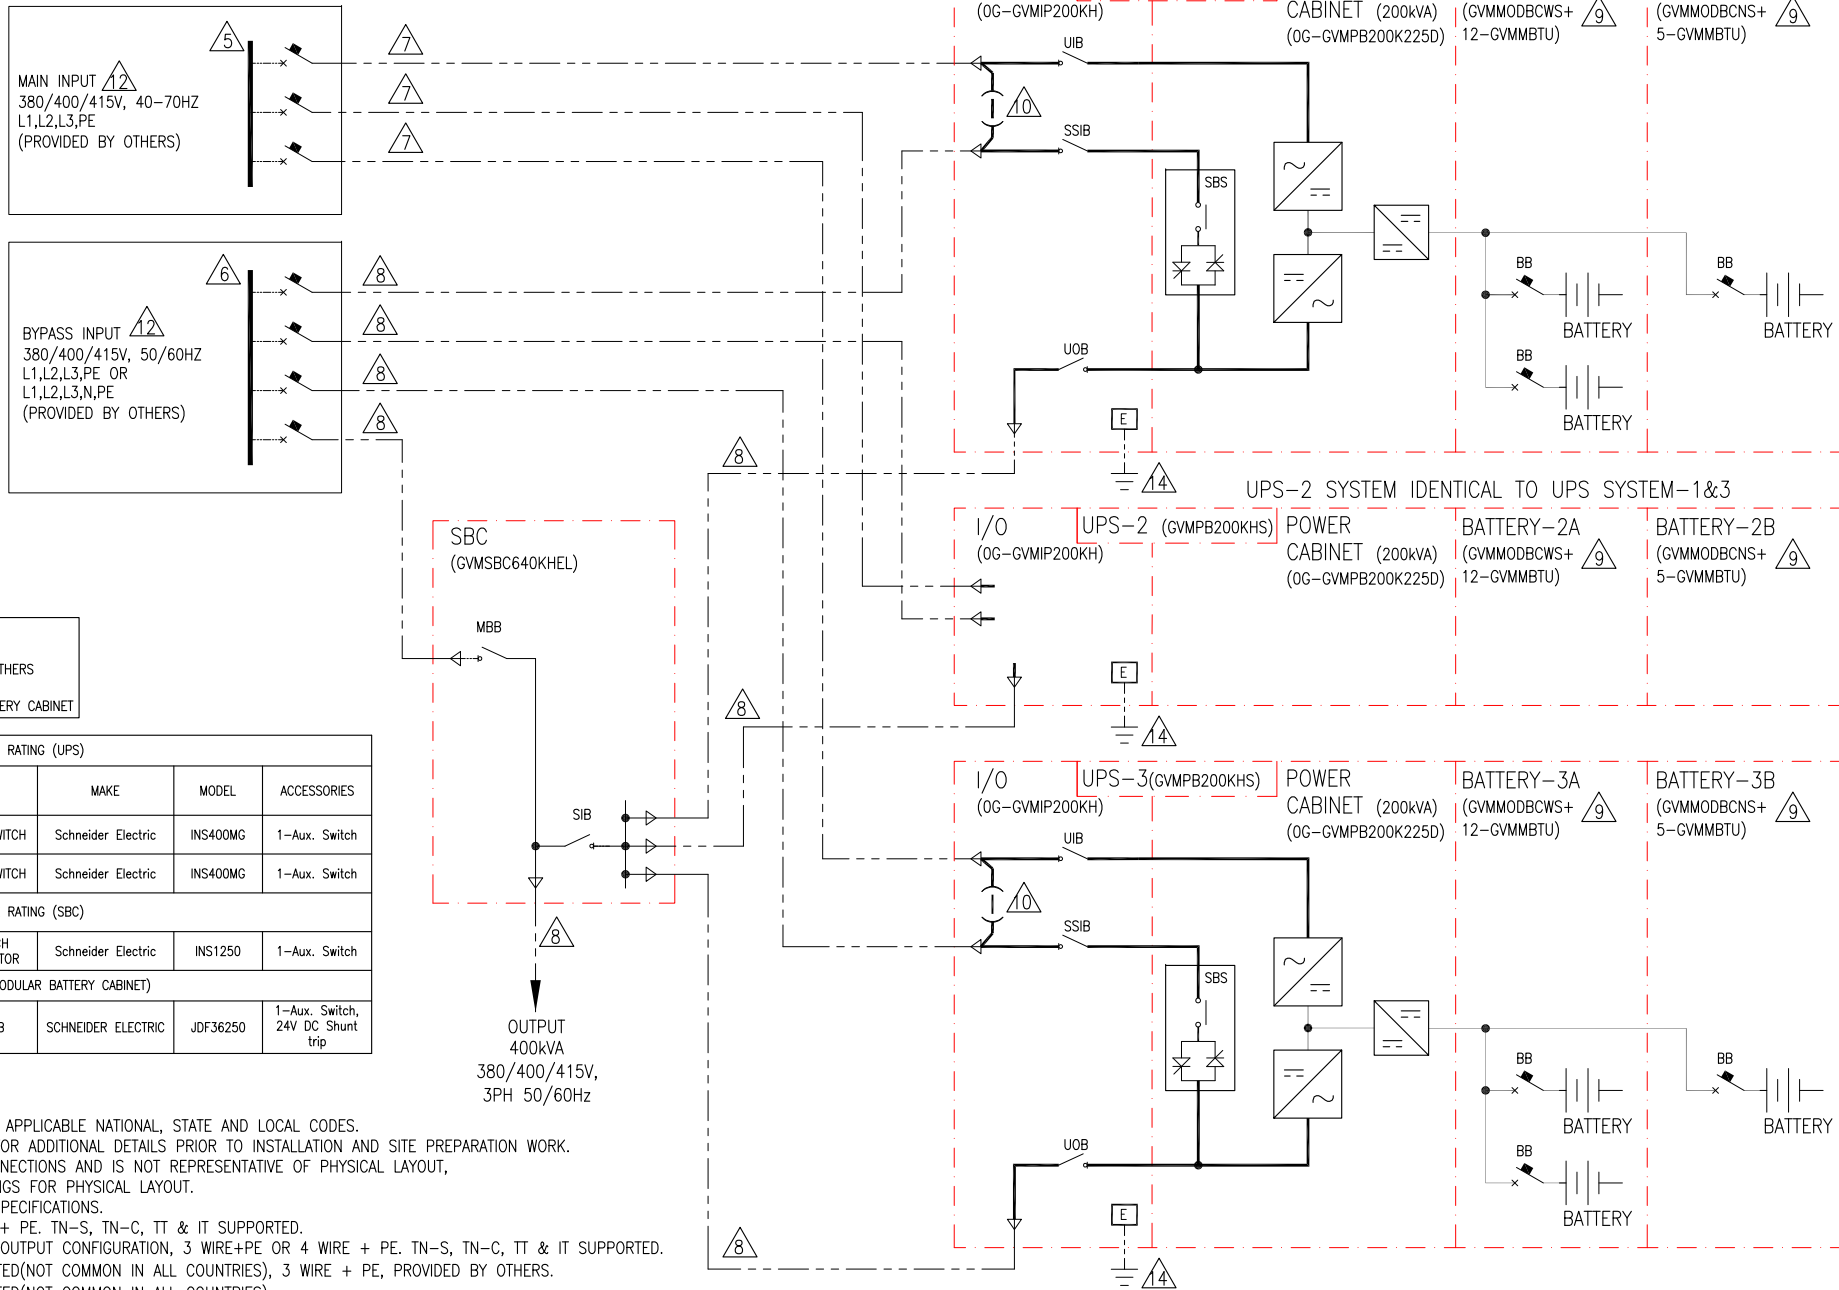 MAIN INPUT 12
380/400/415V, 40-70HZ
L1,L2,L3,PE
(PROVIDED BY OTHERS)
5
7
7
7
BYPASS INPUT 12
380/400/415V, 50/60HZ
L1,L2,L3,PE OR
L1,L2,L3,N,PE
(PROVIDED BY OTHERS)
6
8
8
8
8
(0G-GVMIP200KH)
CABINET (200kVA)
(0G-GVMPB200K225D)
(GVMMODBCWS+
12-GVMMBTU)
9
(GVMMODBCNS+
5-GVMMBTU)
9
UIB
10
SSIB
SBS
UOB
BB
BATTERY
BB
BATTERY
BB
BATTERY
E
14
8
UPS-2 SYSTEM IDENTICAL TO UPS SYSTEM-1&3
I/O
(0G-GVMIP200KH)
UPS-2 (GVMPB200KHS)
POWER
CABINET (200kVA)
(0G-GVMPB200K225D)
BATTERY-2A
(GVMMODBCWS+
12-GVMMBTU)
9
BATTERY-2B
(GVMMODBCNS+
5-GVMMBTU)
9
E
14
8
SBC
(GVMSBC640KHEL)
MBB
SIB
8
OUTPUT
400kVA
380/400/415V,
3PH 50/60Hz
I/O
(0G-GVMIP200KH)
UPS-3(GVMPB200KHS)
POWER
CABINET (200kVA)
(0G-GVMPB200K225D)
BATTERY-3A
(GVMMODBCWS+
12-GVMMBTU)
9
BATTERY-3B
(GVMMODBCNS+
5-GVMMBTU)
9
UIB
10
SSIB
SBS
UOB
BB
BATTERY
BB
BATTERY
BB
BATTERY
E
14
8
THERS
ERY CABINET
RATING (UPS)
MAKE MODEL ACCESSORIES
WITCH Schneider Electric INS400MG 1-Aux. Switch
WITCH Schneider Electric INS400MG 1-Aux. Switch
RATING (SBC)
CH
TOR Schneider Electric INS1250 1-Aux. Switch
ODULAR BATTERY CABINET)
B SCHNEIDER ELECTRIC JDF36250 1-Aux. Switch,
24V DC Shunt
trip
APPLICABLE NATIONAL, STATE AND LOCAL CODES.
OR ADDITIONAL DETAILS PRIOR TO INSTALLATION AND SITE PREPARATION WORK.
NECTIONS AND IS NOT REPRESENTATIVE OF PHYSICAL LAYOUT,
NGS FOR PHYSICAL LAYOUT.
PECIFICATIONS.
+ PE. TN-S, TN-C, TT & IT SUPPORTED.
OUTPUT CONFIGURATION, 3 WIRE+PE OR 4 WIRE + PE. TN-S, TN-C, TT & IT SUPPORTED.
TED(NOT COMMON IN ALL COUNTRIES), 3 WIRE + PE, PROVIDED BY OTHERS.
TED(NOT COMMON IN ALL COUNTRIES)